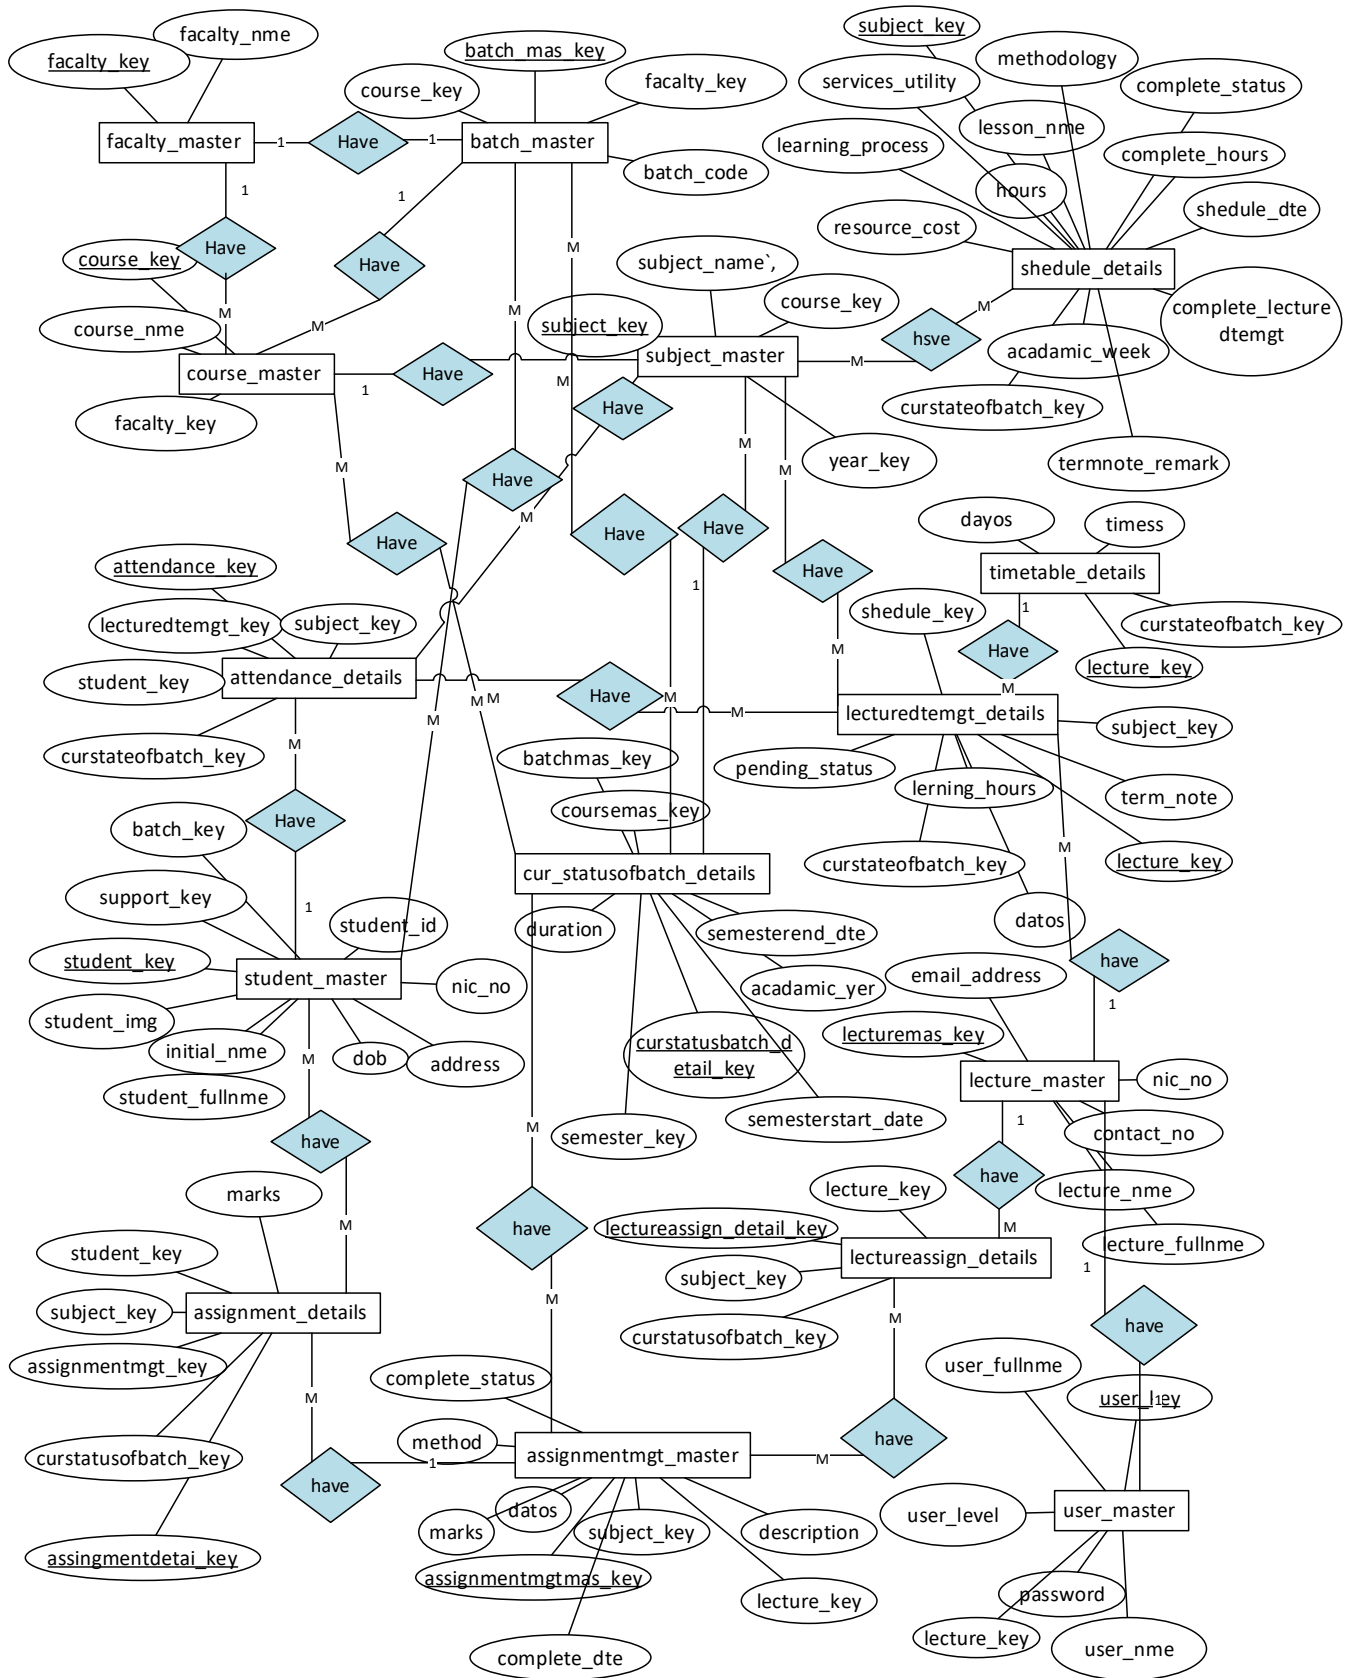 facalty_nme
facalty_key
batch_mas_key
course_key
facalty_key
facalty_master
1
Have
1
batch_master
batch_code
subject_key
methodology
services_utility
complete_status
lesson_nme
learning_process
complete_hours
hours
shedule_dte
resource_cost
shedule_details
complete_lecture
dtemgt
1
Have
1
Have
M
course_key
M
M
course_nme
course_master
facalty_key
M
M
subject_name`,
course_key
subject_key
subject_master
M
hsve
M
acadamic_week
curstateofbatch_key
termnote_remark
1
Have
Have
M
M
M
year_key
M
Have
M
Have
Have
Have
Have
1
dayos
timess
timetable_details
1
curstateofbatch_key
Have
lecture_key
M
attendance_key
lecturedtemgt_key
subject_key
student_key
attendance_details
curstateofbatch_key
M
Have
M
M
M
M
M
M
shedule_key
lecturedtemgt_details
subject_key
pending_status
lerning_hours
term_note
curstateofbatch_key
lecture_key
datos
M
batchmas_key
coursemas_key
cur_statusofbatch_details
duration
semesterend_dte
acadamic_yer
curstatusbatch_d
etail_key
semesterstart_date
semester_key
M
Have
1
batch_key
support_key
student_id
student_key
student_master
nic_no
student_img
initial_nme
dob
address
student_fullnme
M
have
1
email_address
lecturemas_key
lecture_master
nic_no
contact_no
lecture_nme
lecture_fullnme
1
have
M
1
have
M
marks
student_key
subject_key
assignment_details
assignmentmgt_key
curstatusofbatch_key
assingmentdetai_key
M
have
1
have
M
lecture_key
lectureassign_detail_key
lectureassign_details
subject_key
curstatusofbatch_key
M
have
M
complete_status
method
assignmentmgt_master
datos
marks
subject_key
description
assignmentmgtmas_key
lecture_key
complete_dte
have
user_fullnme
user_key
1
user_level
user_master
password
lecture_key
user_nme